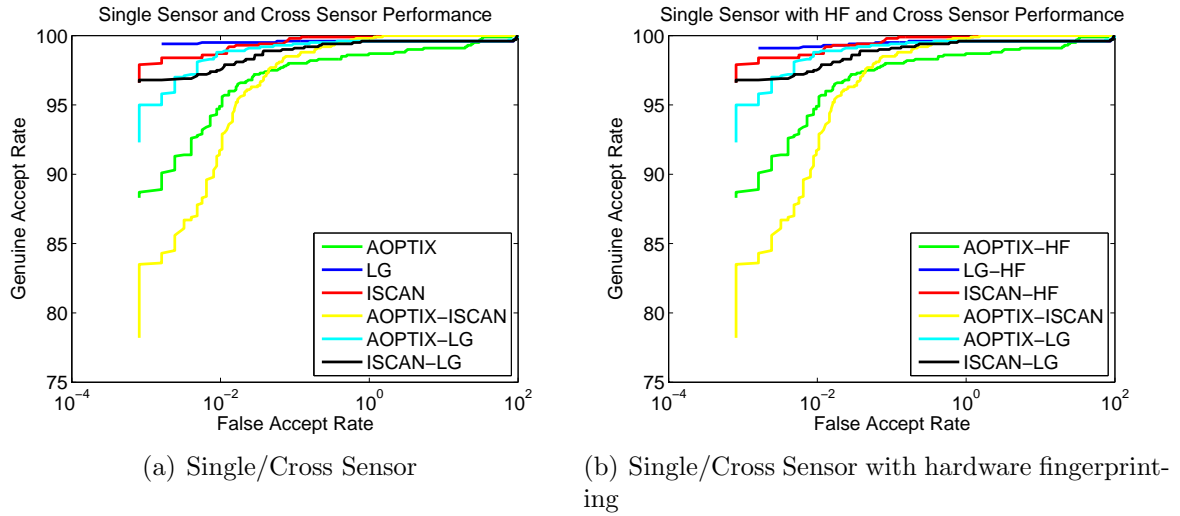 Single Sensor and Cross Sensor Performance
Genuine Accept Rate
100
95
90
85
80
75
10^−4
10^−2
10^0
10^2
False Accept Rate
AOPTIX
LG
ISCAN
AOPTIX−ISCAN
AOPTIX−LG
ISCAN−LG
(a) Single/Cross Sensor
Single Sensor with HF and Cross Sensor Performance
Genuine Accept Rate
100
95
90
85
80
75
10^−4
10^−2
10^0
10^2
False Accept Rate
AOPTIX−HF
LG−HF
ISCAN−HF
AOPTIX−ISCAN
AOPTIX−LG
ISCAN−LG
(b) Single/Cross Sensor with hardware fingerprint-
ing